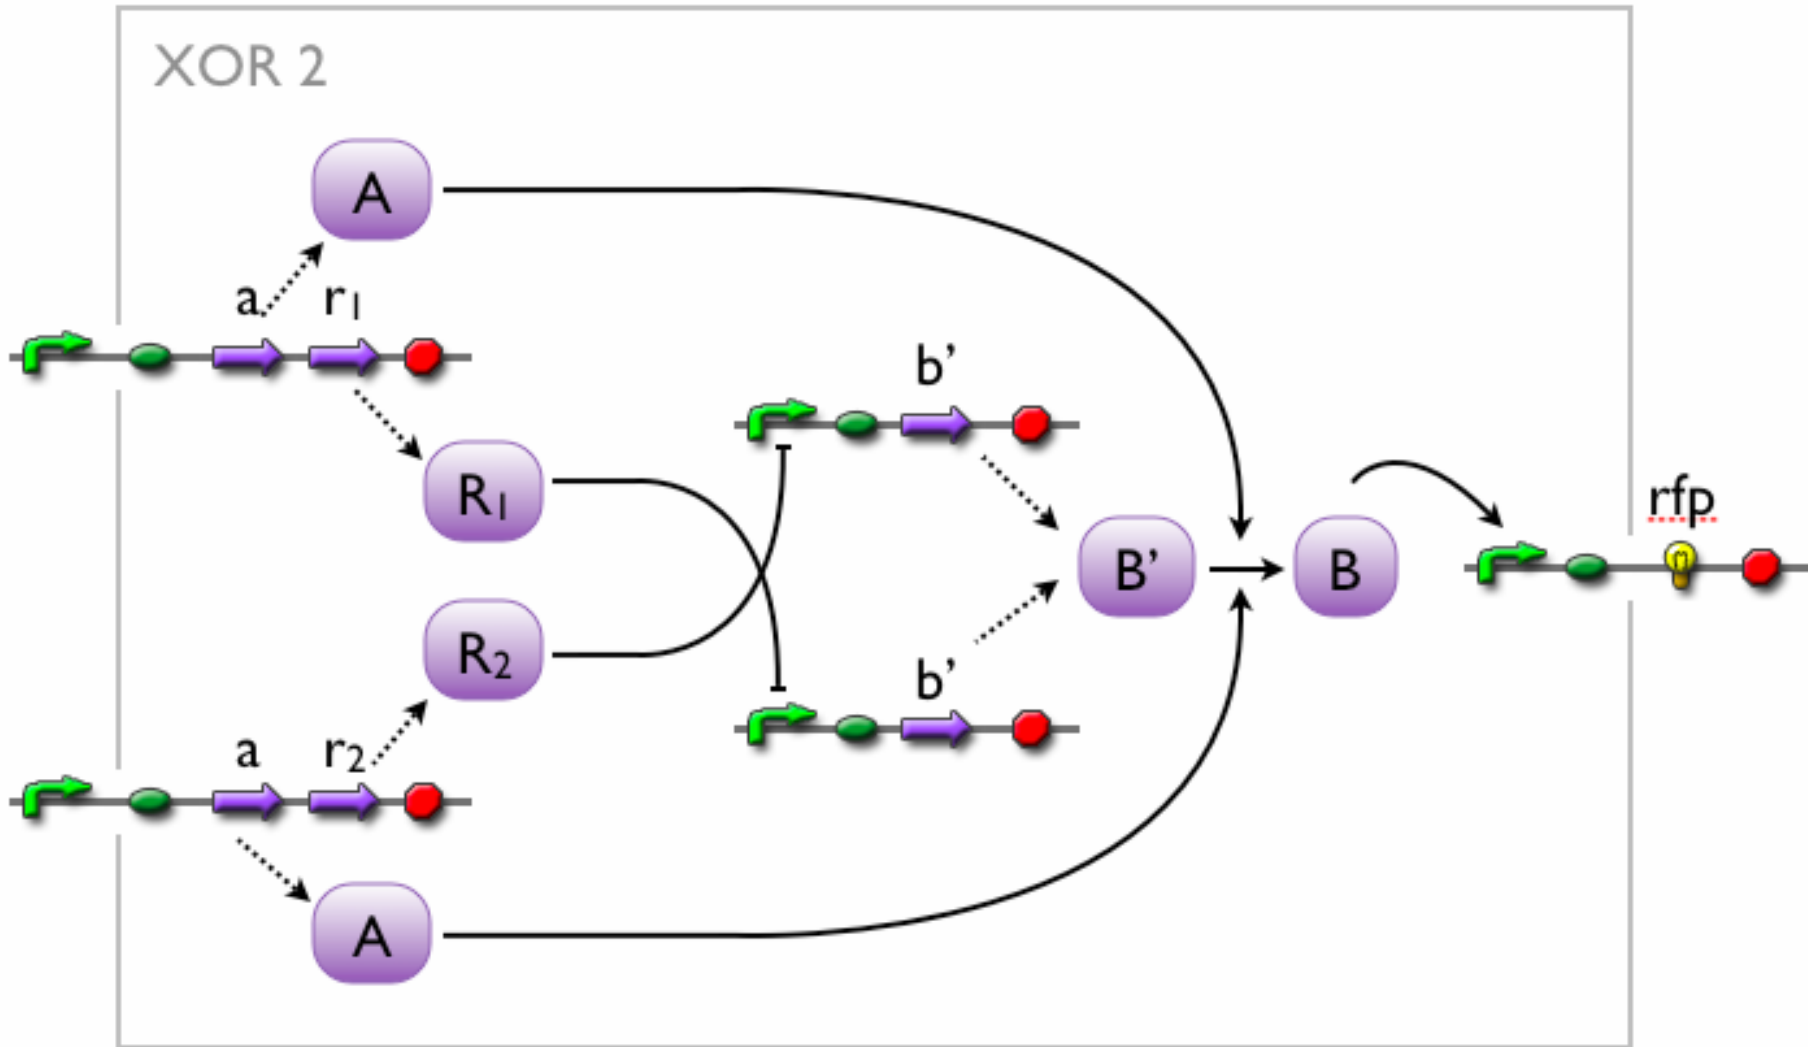 XOR 2
A
a r₁
b’
R₁
rfp
B’ B
R₂
b’
a r₂
A